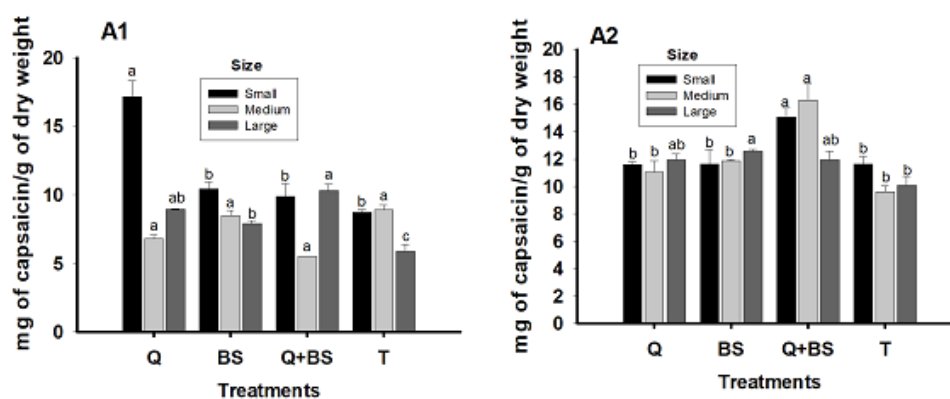 A1
mg of capsaicin/g of dry weight
20
15
10
5
0
Size
Small
Medium
Large
a
a
ab
b
a
b
b
a
a
b
a
c
Q
BS
Q+BS
T
Treatments
A2
mg of capsaicin/g of dry weight
20
18
16
14
12
10
8
6
4
2
0
Size
Small
Medium
Large
b
b
ab
b
b
a
a
a
ab
b
b
b
Q
BS
Q+BS
T
Treatments